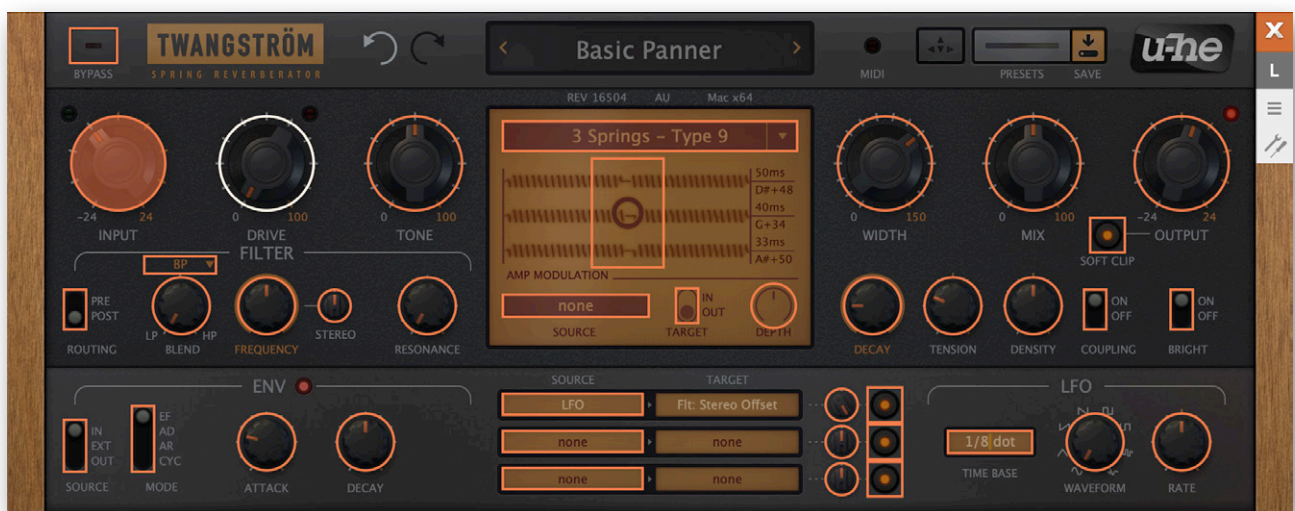 BYPASS
TWANGSTRÖM
SPRING REVERBERATOR
Basic Panner
MIDI
PRESETS
SAVE
u-he
X
L
REV 16504 AU Mac x64
-24 24
INPUT
0 100
DRIVE
0 100
TONE
3 Springs – Type 9
50ms
D#+48
40ms
G+34
33ms
A#+50
AMP MODULATION
none
SOURCE
IN
OUT
TARGET
DEPTH
0 150
WIDTH
0 100
MIX
-24 24
OUTPUT
SOFT CLIP
FILTER
PRE
POST
ROUTING
BP
LP HP
BLEND
FREQUENCY
STEREO
RESONANCE
DECAY
TENSION
DENSITY
ON
OFF
COUPLING
ON
OFF
BRIGHT
ENV
IN
EXT
OUT
SOURCE
EF
AD
AR
CYC
MODE
ATTACK
DECAY
SOURCE TARGET
LFO Flt: Stereo Offset
none none
none none
LFO
1/8 dot
TIME BASE
WAVEFORM
RATE